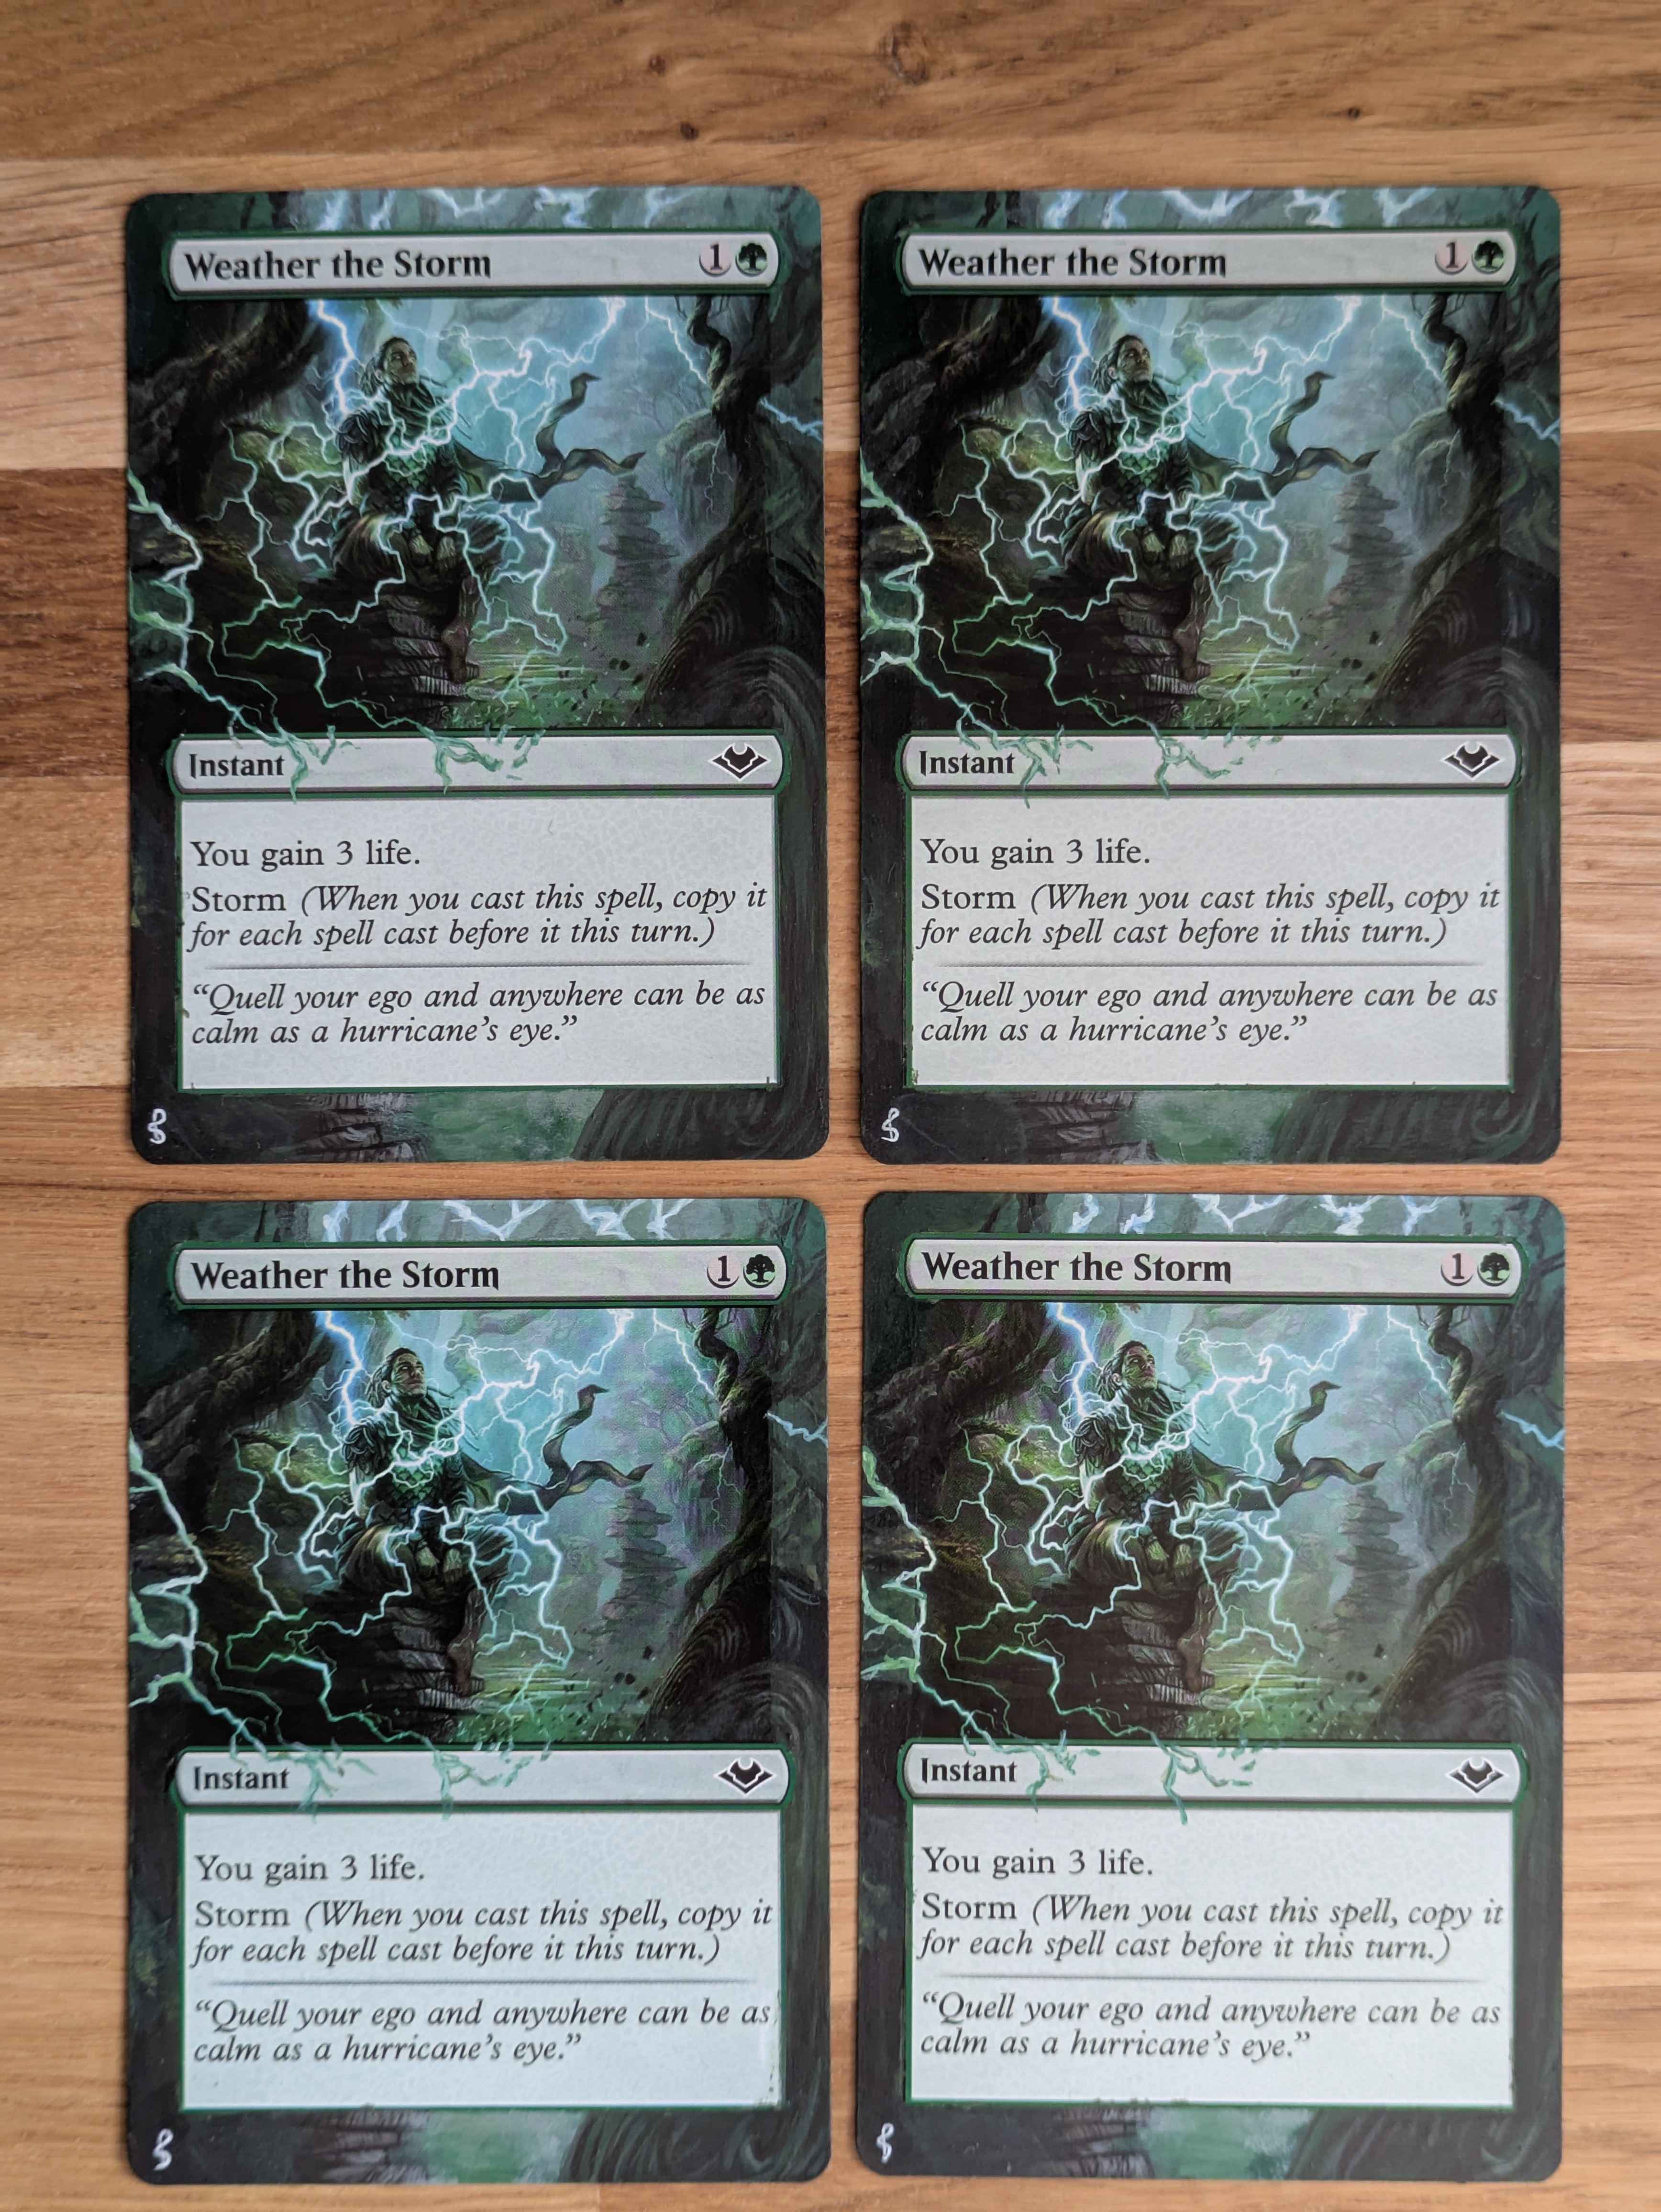 Weather the Storm 1
Instant
You gain 3 life.
Storm (When you cast this spell, copy it
for each spell cast before it this turn.)
“Quell your ego and anywhere can be as
calm as a hurricane’s eye.”
Weather the Storm 1
Instant
You gain 3 life.
Storm (When you cast this spell, copy it
for each spell cast before it this turn.)
“Quell your ego and anywhere can be as
calm as a hurricane’s eye.”
Weather the Storm 1
Instant
You gain 3 life.
Storm (When you cast this spell, copy it
for each spell cast before it this turn.)
“Quell your ego and anywhere can be as
calm as a hurricane’s eye.”
Weather the Storm 1
Instant
You gain 3 life.
Storm (When you cast this spell, copy it
for each spell cast before it this turn.)
“Quell your ego and anywhere can be as
calm as a hurricane’s eye.”